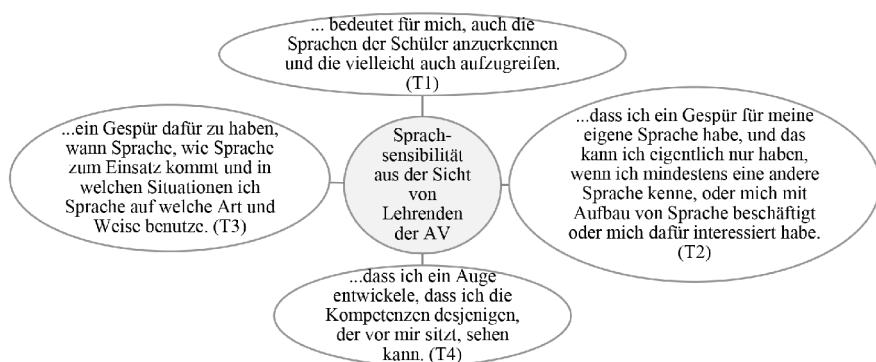 ... bedeutet für mich, auch die
Sprachen der Schüler anzuerkennen
und die vielleicht auch aufzugreifen.
(T1)
...ein Gespür dafür zu haben,
wann Sprache, wie Sprache
zum Einsatz kommt und in
welchen Situationen ich
Sprache auf welche Art und
Weise benutze. (T3)
Sprach-
sensibilität
aus der Sicht
von
Lehrenden
der AV
...dass ich ein Gespür für meine
eigene Sprache habe, und das
kann ich eigentlich nur haben,
wenn ich mindestens eine andere
Sprache kenne, oder mich mit
Aufbau von Sprache beschäftigt
oder mich dafür interessiert habe.
(T2)
...dass ich ein Auge
entwickele, dass ich die
Kompetenzen desjenigen,
der vor mir sitzt, sehen
kann. (T4)